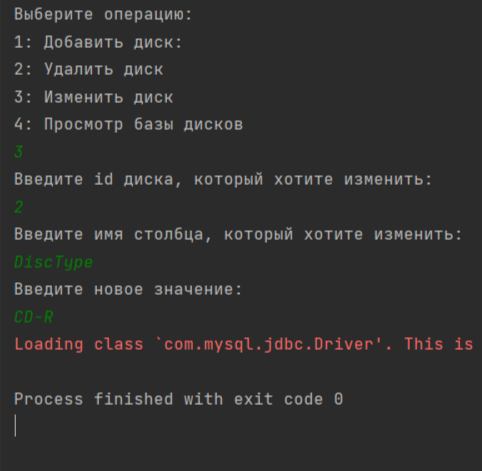 Выберите операцию:
1: Добавить диск:
2: Удалить диск
3: Изменить диск
4: Просмотр базы дисков
3
Введите id диска, который хотите изменить:
2
Введите имя столбца, который хотите изменить:
DiscType
Введите новое значение:
CD-R
Loading class `com.mysql.jdbc.Driver'. This is
Process finished with exit code 0